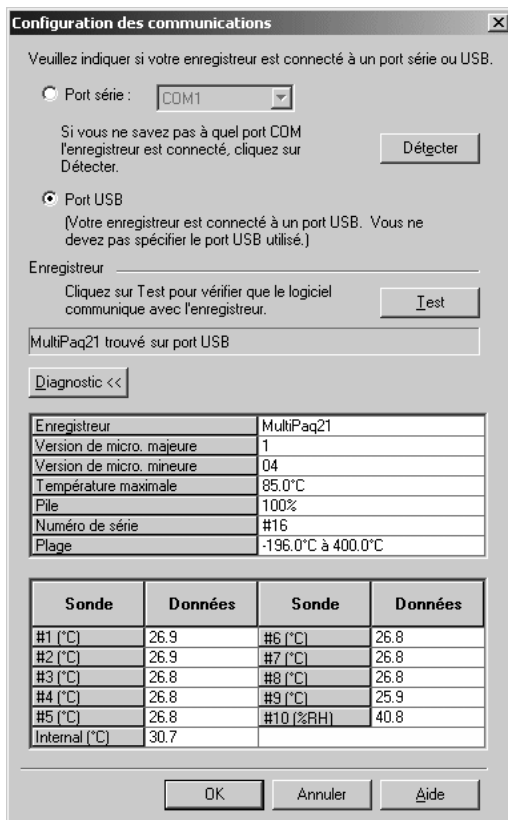 Configuration des communications
Veuillez indiquer si votre enregistreur est connecté à un port série ou USB.
Port série : COM1
Si vous ne savez pas à quel port COM
l'enregistreur est connecté, cliquez sur
Détecter.
Détecter
Port USB
(Votre enregistreur est connecté à un port USB. Vous ne
devez pas spécifier le port USB utilisé.)
Enregistreur
Cliquez sur Test pour vérifier que le logiciel
communique avec l'enregistreur.
Test
MultiPaq21 trouvé sur port USB
Diagnostic <<
Enregistreur MultiPaq21
Version de micro. majeure 1
Version de micro. mineure 04
Température maximale 85.0°C
Pile 100%
Numéro de série #16
Plage -196.0°C à 400.0°C
Sonde Données Sonde Données
#1 (°C) 26.9 #6 (°C) 26.8
#2 (°C) 26.9 #7 (°C) 26.8
#3 (°C) 26.8 #8 (°C) 26.8
#4 (°C) 26.8 #9 (°C) 25.9
#5 (°C) 26.8 #10 (%RH) 40.8
Internal (°C) 30.7
OK Annuler Aide